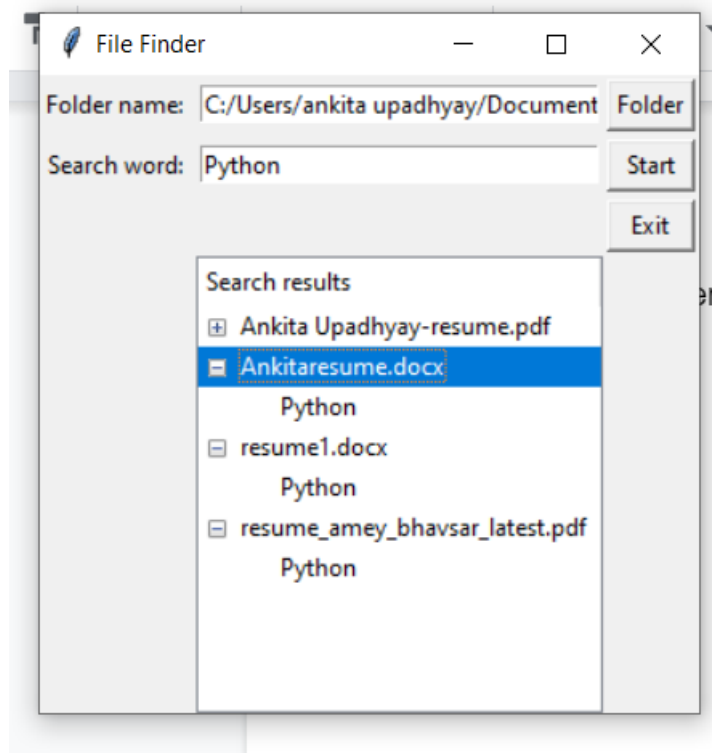 File Finder
Folder name: C:/Users/ankita upadhyay/Document Folder
Search word: Python Start
Exit
Search results
Ankita Upadhyay-resume.pdf
Ankitaresume.docx
Python
resume1.docx
Python
resume_amey_bhavsar_latest.pdf
Python